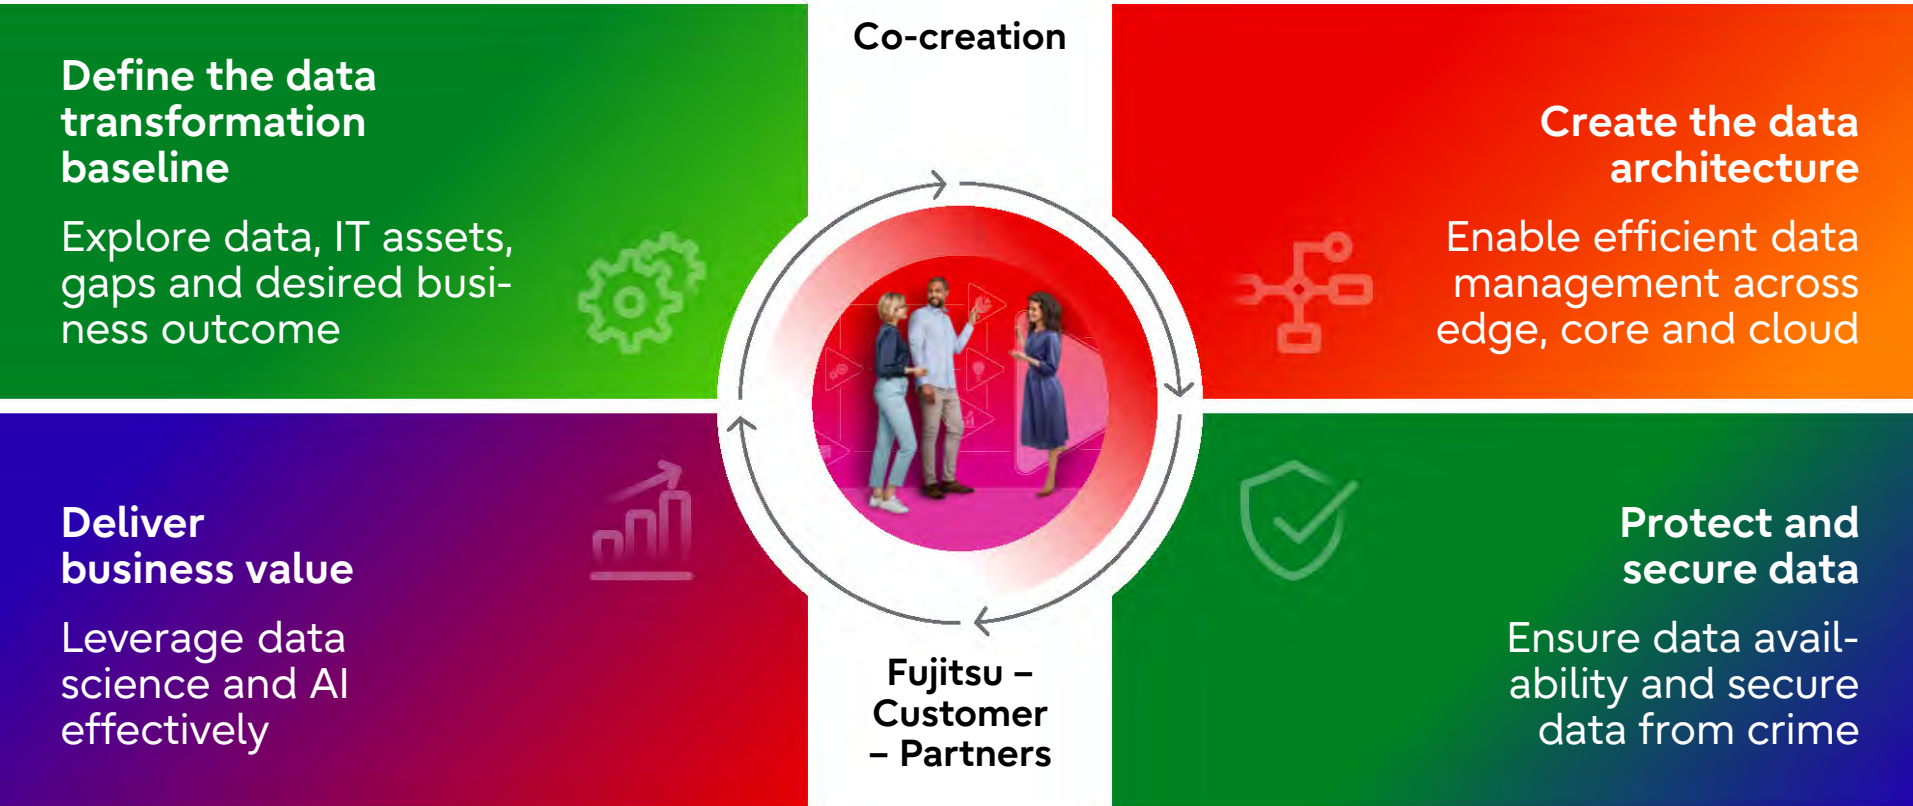 Co-creation
Define the data
transformation
baseline
Explore data, IT assets,
gaps and desired busi-
ness outcome
Create the data
architecture
Enable efficient data
management across
edge, core and cloud
Deliver
business value
Leverage data
science and AI
effectively
Fujitsu –
Customer
– Partners
Protect and
secure data
Ensure data avail-
ability and secure
data from crime